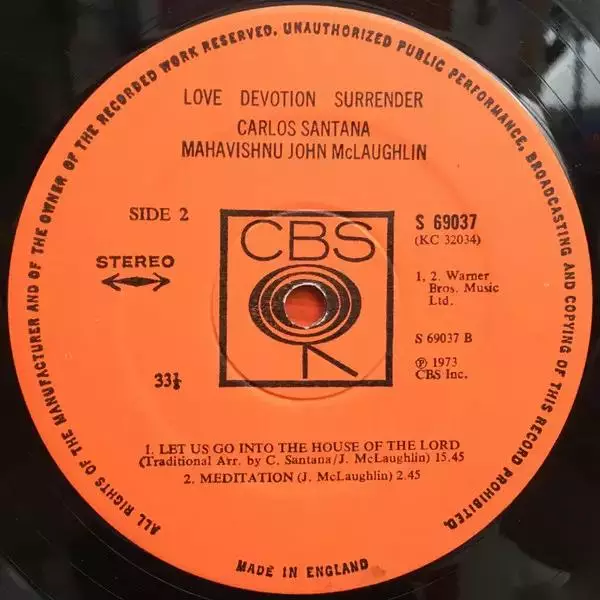 ALL RIGHTS OF THE MANUFACTURER AND OF THE OWNER OF THE RECORDED WORK RESERVED. UNAUTHORIZED PUBLIC PERFORMANCE, BROADCASTING AND COPYING OF THIS RECORD PROHIBITED.
LOVE DEVOTION SURRENDER
CARLOS SANTANA
MAHAVISHNU JOHN McLAUGHLIN
SIDE 2
STEREO
33⅓
CBS
S 69037
(KC 32034)
1, 2. Warner
Bros. Music
Ltd.
S 69037 B
℗ 1973
CBS Inc.
1. LET US GO INTO THE HOUSE OF THE LORD
(Traditional Arr. by C. Santana/J. McLaughlin) 15.45
2. MEDITATION (J. McLaughlin) 2.45
MADE IN ENGLAND